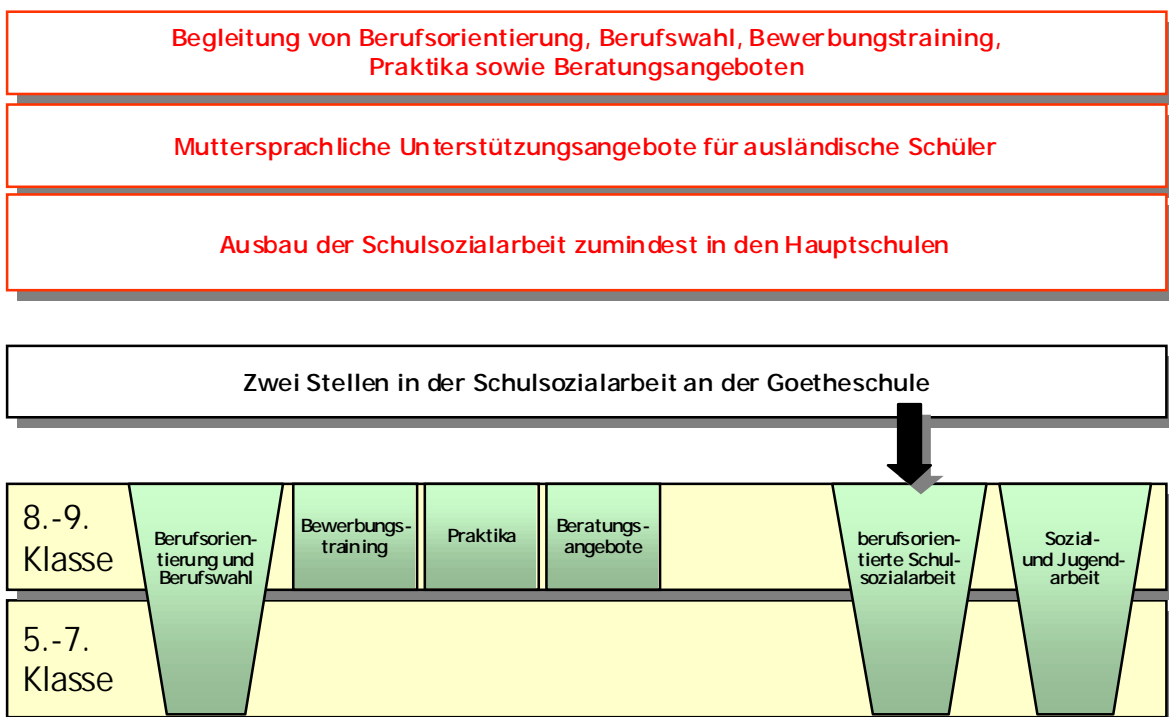 Begleitung von Berufsorientierung, Berufswahl, Bewerbungstraining,
Praktika sowie Beratungsangeboten
Muttersprachliche Unterstützungsangebote für ausländische Schüler
Ausbau der Schulsozialarbeit zumindest in den Hauptschulen
Zwei Stellen in der Schulsozialarbeit an der Goetheschule
8.-9.
Klasse
Berufsorien-
tierung und
Berufswahl
Bewerbungs-
training
Praktika
Beratungs-
angebote
berufsorien-
tierte Schul-
sozialarbeit
Sozial-
und Jugend-
arbeit
5.-7.
Klasse